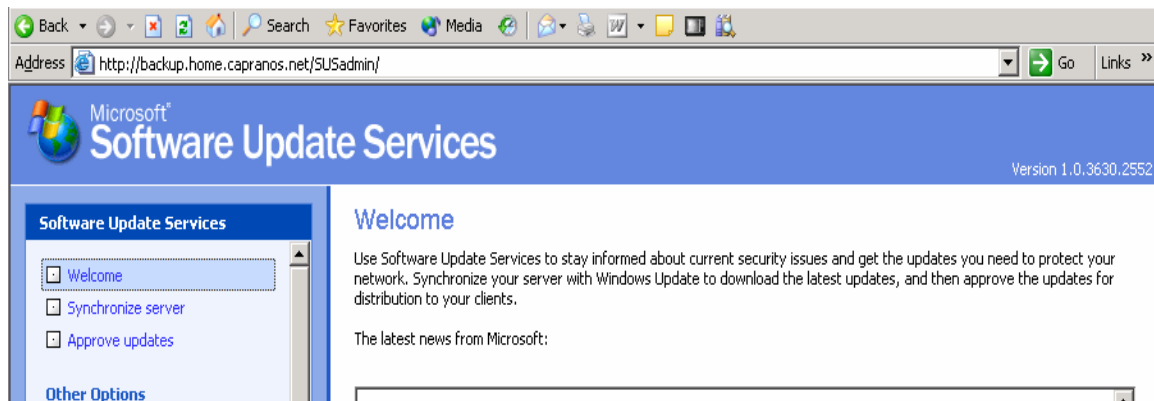 Back Search Favorites Media
Address http://backup.home.capranos.net/SUSadmin/ Go Links »
Microsoft®
Software Update Services
Version 1.0.3630.2552
Software Update Services
Welcome
Synchronize server
Approve updates
Other Options
Welcome
Use Software Update Services to stay informed about current security issues and get the updates you need to protect your
network. Synchronize your server with Windows Update to download the latest updates, and then approve the updates for
distribution to your clients.
The latest news from Microsoft: